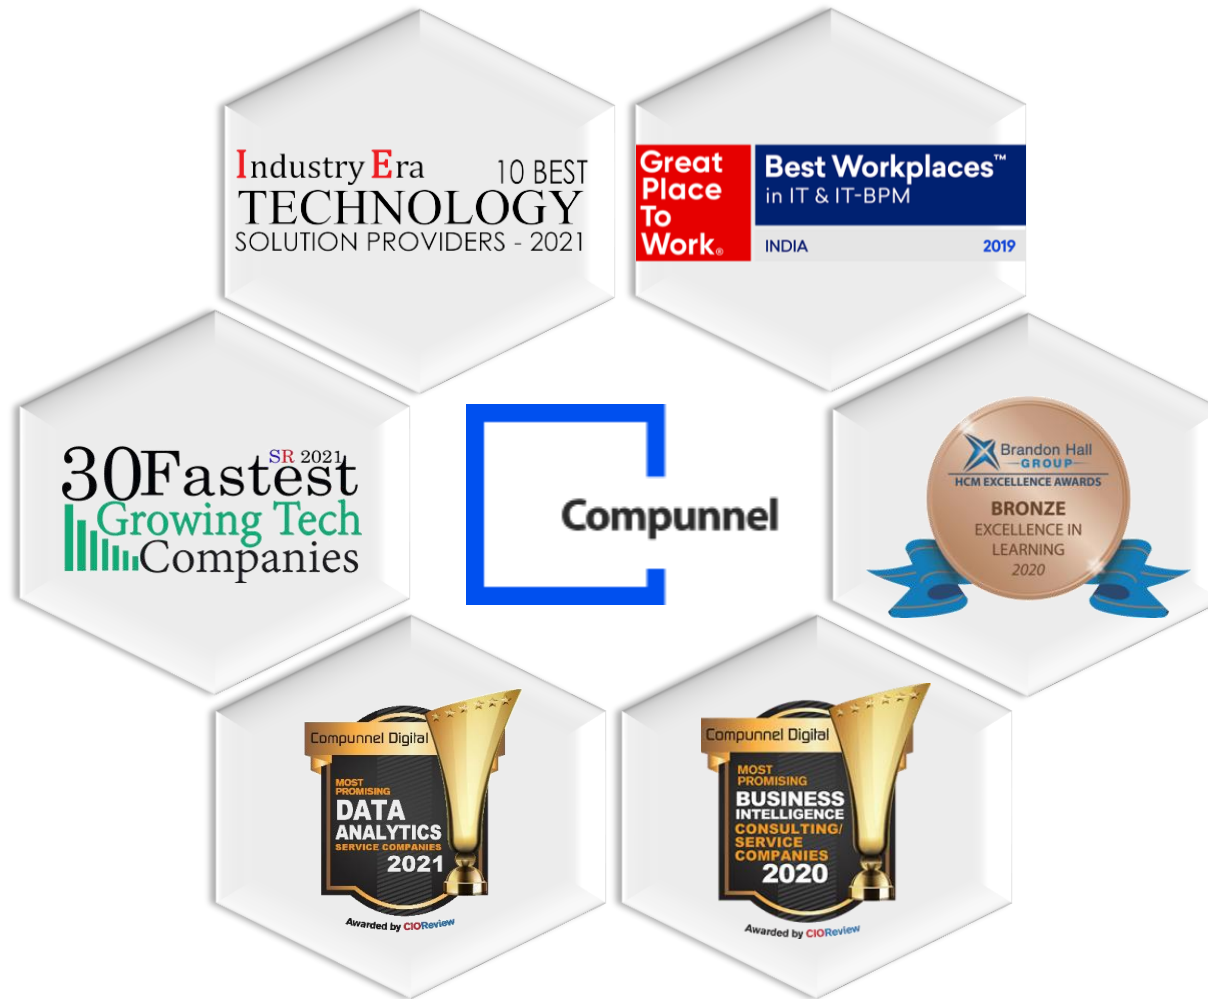 Industry Era 10 BEST
TECHNOLOGY
SOLUTION PROVIDERS - 2021
Great
Place
To
Work®
Best Workplaces™
in IT & IT-BPM
INDIA 2019
SR 2021
30Fastest
Growing Tech
Companies
Compunnel
Brandon Hall
GROUP
HCM EXCELLENCE AWARDS
BRONZE
EXCELLENCE IN
LEARNING
2020
Compunnel Digital
MOST
PROMISING
DATA
ANALYTICS
SERVICE COMPANIES
2021
Awarded by CIOReview
Compunnel Digital
MOST
PROMISING
BUSINESS
INTELLIGENCE
CONSULTING/
SERVICE
COMPANIES
2020
Awarded by CIOReview